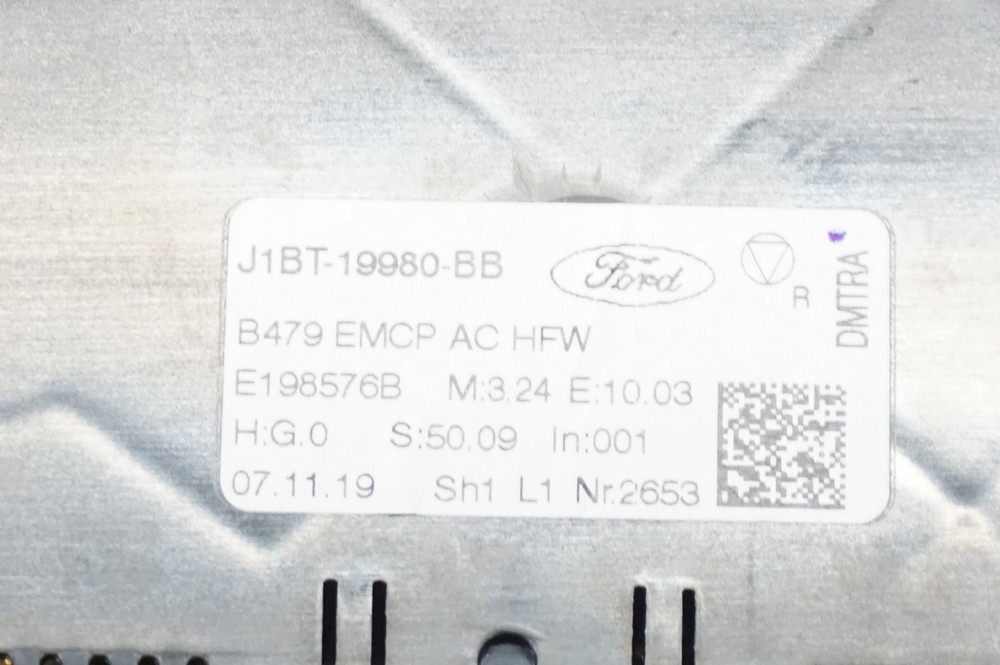 J1BT-19980-BB
Ford
R
DMTRA
B479 EMCP AC HFW
E198576B M:3.24 E:10.03
H:G.0 S:50.09 In:001
07.11.19 Sh1 L1 Nr.2653